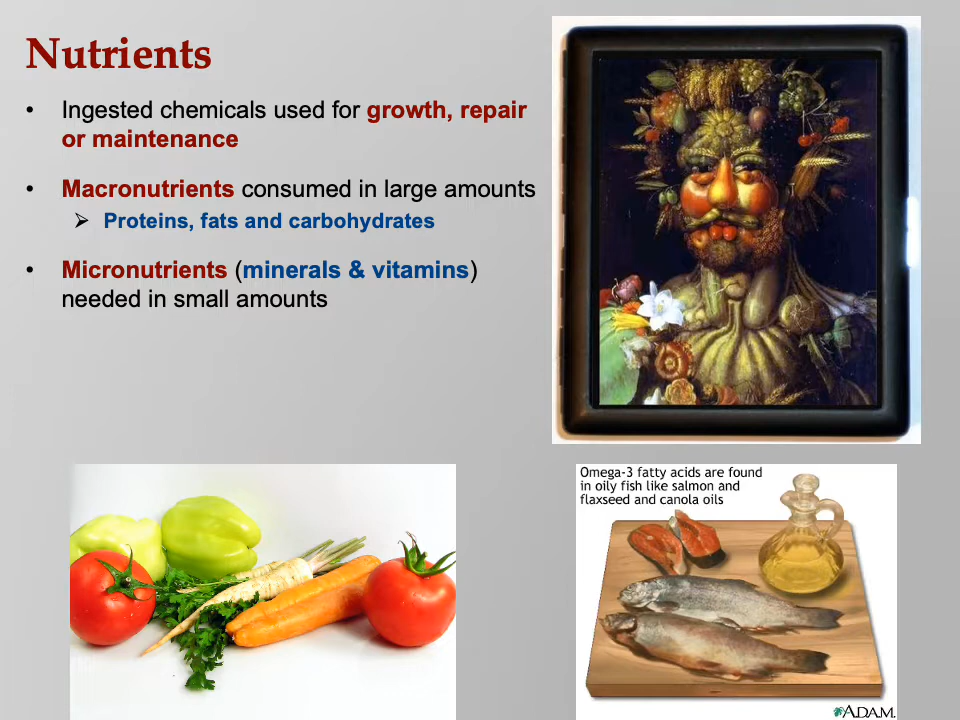 Nutrients
• Ingested chemicals used for growth, repair
or maintenance
• Macronutrients consumed in large amounts
➢ Proteins, fats and carbohydrates
• Micronutrients (minerals & vitamins)
needed in small amounts
Omega-3 fatty acids are found
in oily fish like salmon and
flaxseed and canola oils
A.D.A.M.